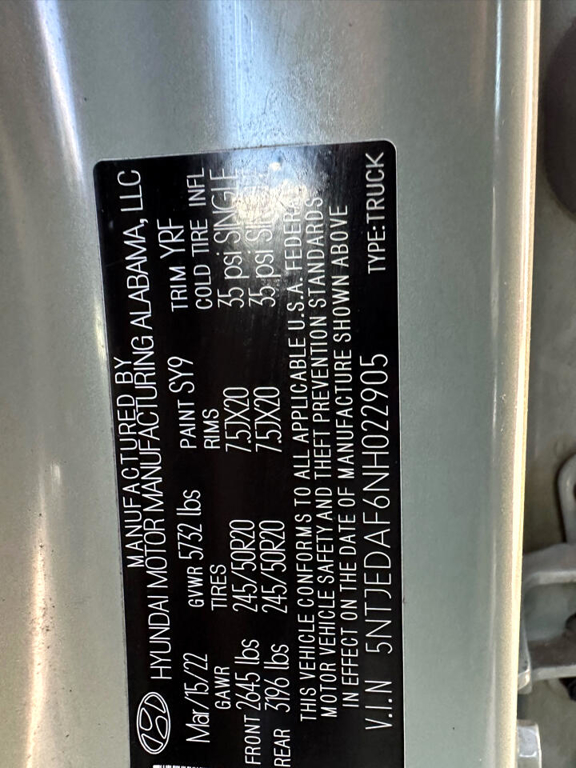 MANUFACTURED BY
HYUNDAI MOTOR MANUFACTURING ALABAMA, LLC
Mar/15/22 GVWR 5732 lbs PAINT SY9 TRIM YRF
GAWR TIRES RIMS COLD TIRE INFL
FRONT 2645 lbs 245/50R20 7.5JX20 35 psi SINGLE
REAR 3196 lbs 245/50R20 7.5JX20 35 psi SINGLE
THIS VEHICLE CONFORMS TO ALL APPLICABLE U.S.A. FEDERAL
MOTOR VEHICLE SAFETY AND THEFT PREVENTION STANDARDS
IN EFFECT ON THE DATE OF MANUFACTURE SHOWN ABOVE
V.I.N 5NTJEDAF6NH022905 TYPE:TRUCK